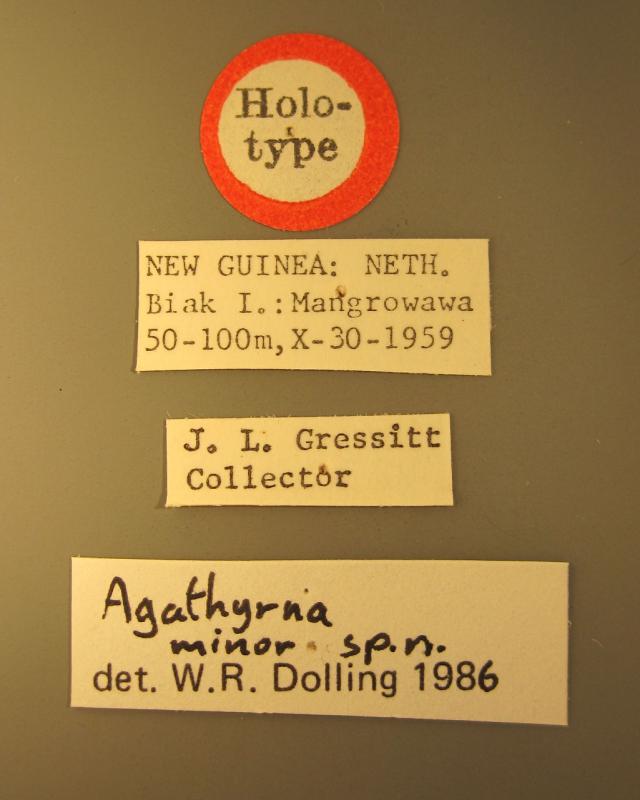 Holo-
type
NEW GUINEA: NETH.
Biak I.: Mangrowawa
50-100m, X-30-1959
J. L. Gressitt
Collector
Agathyrna
minor sp.n.
det. W.R. Dolling 1986